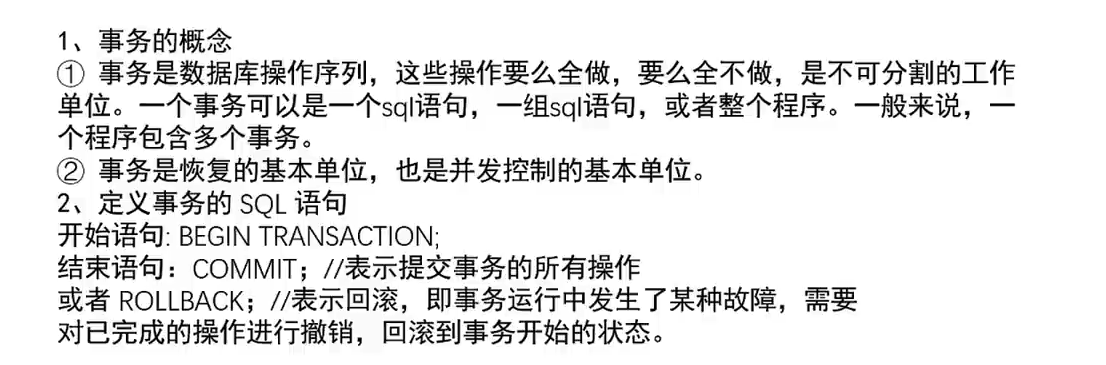 1、事务的概念
① 事务是数据库操作序列，这些操作要么全做，要么全不做，是不可分割的工作
单位。一个事务可以是一个sql语句，一组sql语句，或者整个程序。一般来说，一
个程序包含多个事务。
② 事务是恢复的基本单位，也是并发控制的基本单位。
2、定义事务的 SQL 语句
开始语句: BEGIN TRANSACTION;
结束语句：COMMIT；//表示提交事务的所有操作
或者 ROLLBACK；//表示回滚，即事务运行中发生了某种故障，需要
对已完成的操作进行撤销，回滚到事务开始的状态。